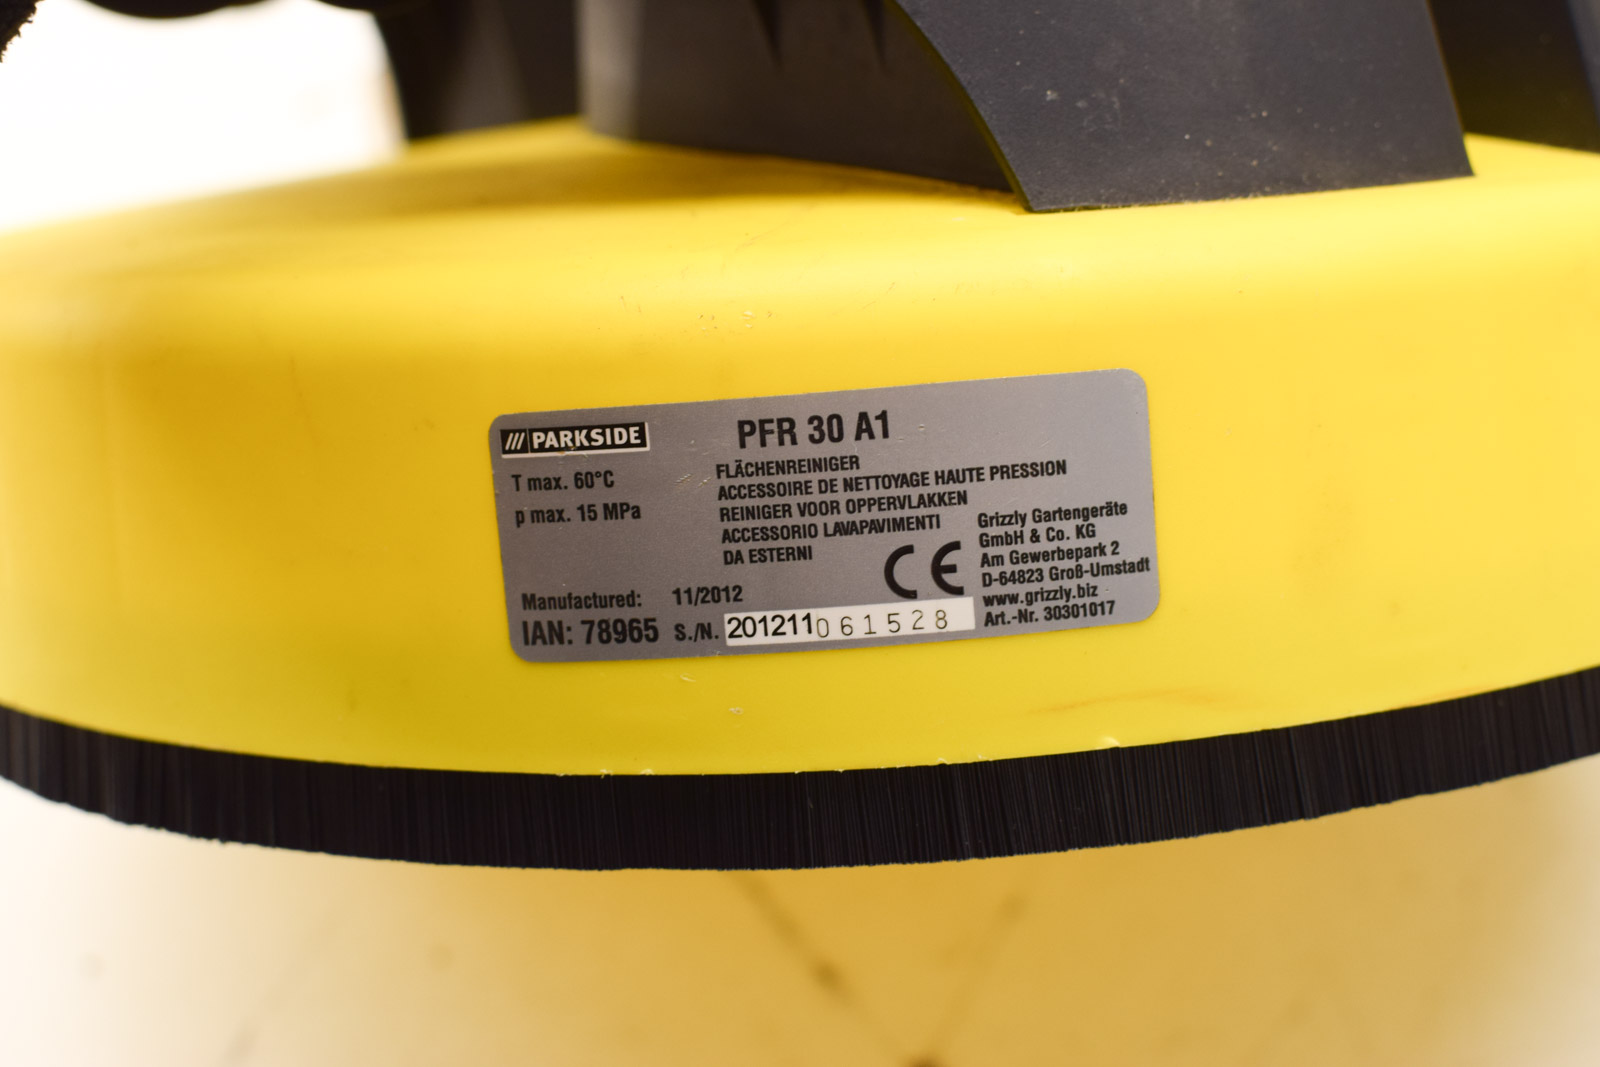 /// PARKSIDE
PFR 30 A1
T max. 60°C
p max. 15 MPa
FLÄCHENREINIGER
ACCESSOIRE DE NETTOYAGE HAUTE PRESSION
REINIGER VOOR OPPERVLAKKEN
ACCESSORIO LAVAPAVIMENTI
DA ESTERNI
CE
Grizzly Gartengeräte
GmbH & Co. KG
Am Gewerbepark 2
D-64823 Groß-Umstadt
www.grizzly.biz
Art.-Nr. 30301017
Manufactured: 11/2012
IAN: 78965 S./N. 201211061528